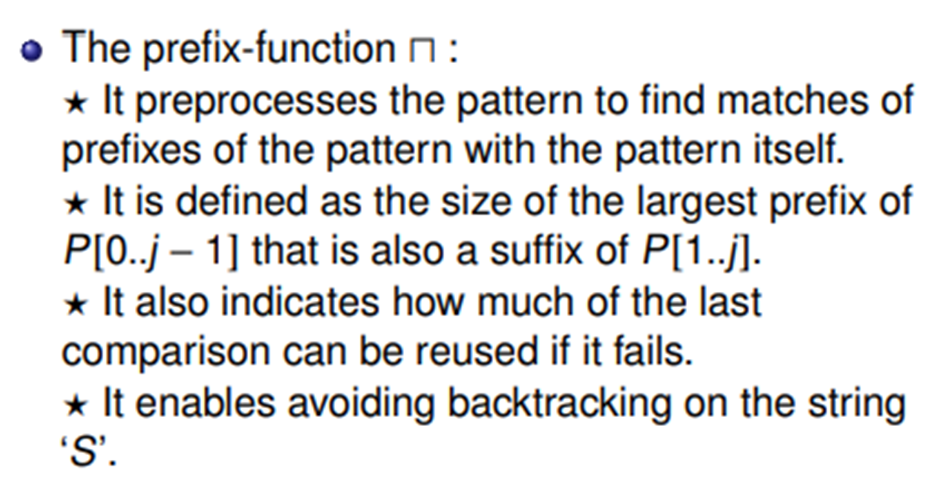 The prefix-function ⊓ :
★ It preprocesses the pattern to find matches of
prefixes of the pattern with the pattern itself.
★ It is defined as the size of the largest prefix of
P[0..j – 1] that is also a suffix of P[1..j].
★ It also indicates how much of the last
comparison can be reused if it fails.
★ It enables avoiding backtracking on the string
‘S’.